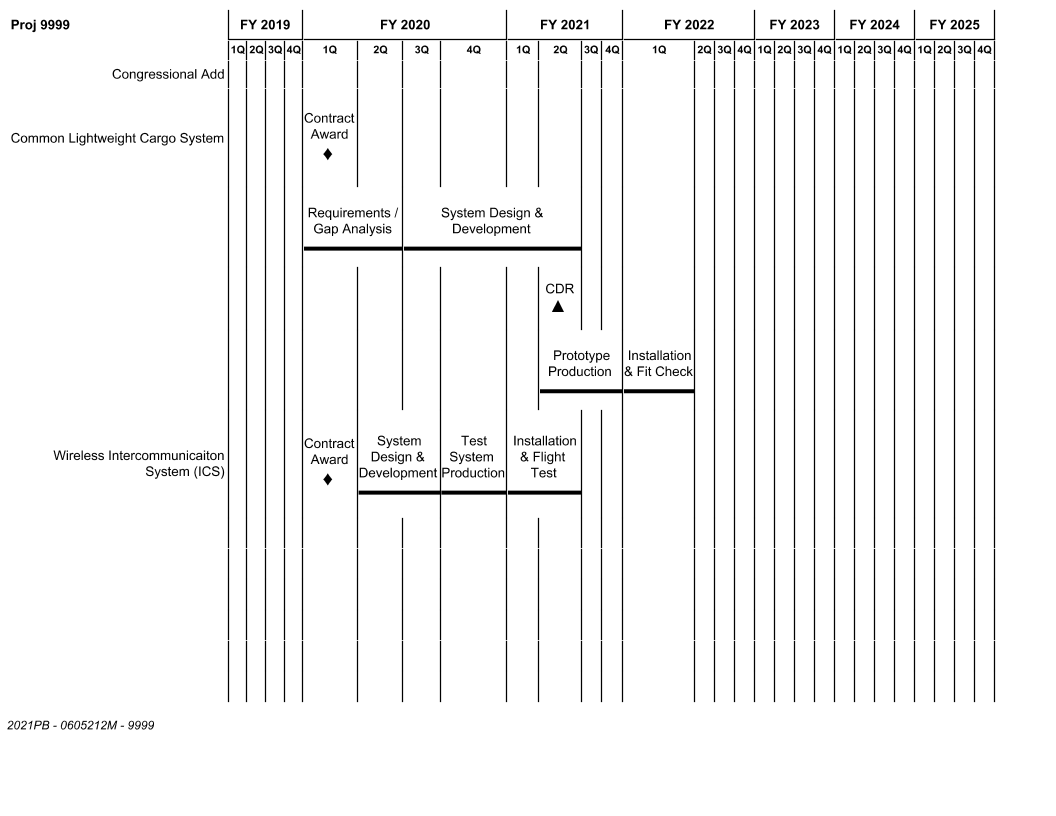 Proj 9999 FY 2019 FY 2020 FY 2021 FY 2022 FY 2023 FY 2024 FY 2025
1Q 2Q 3Q 4Q 1Q 2Q 3Q 4Q 1Q 2Q 3Q 4Q 1Q 2Q 3Q 4Q 1Q 2Q 3Q 4Q 1Q 2Q 3Q 4Q 1Q 2Q 3Q 4Q
Congressional Add
Common Lightweight Cargo System
Contract
Award
Requirements /
Gap Analysis
System Design &
Development
CDR
Prototype
Production
Installation
& Fit Check
Wireless Intercommunicaiton
System (ICS)
Contract
Award
System
Design &
Development
Test
System
Production
Installation
& Flight
Test
2021PB - 0605212M - 9999